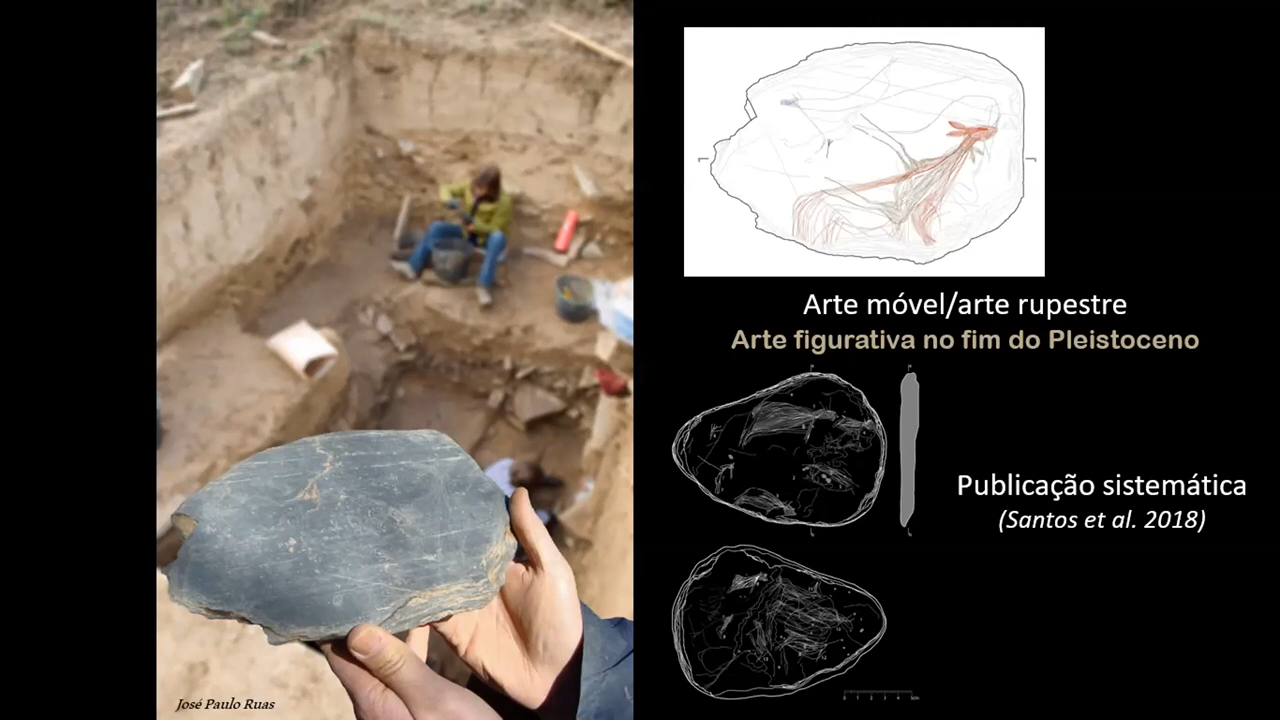 Arte móvel/arte rupestre
Arte figurativa no fim do Pleistoceno
Publicação sistemática
(Santos et al. 2018)
José Paulo Ruas